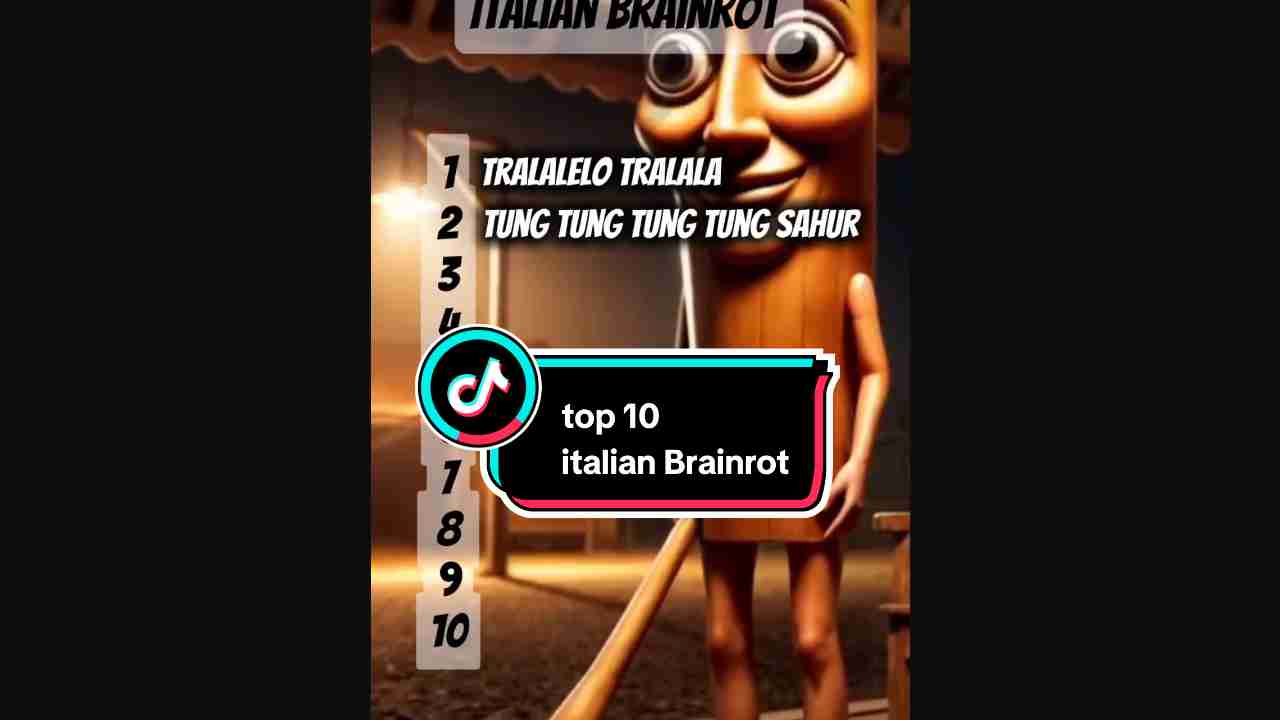 ITALIAN BRAINROT
1 TRALALELO TRALALA
2 TUNG TUNG TUNG TUNG SAHUR
3
4
top 10
italian Brainrot
7
8
9
10